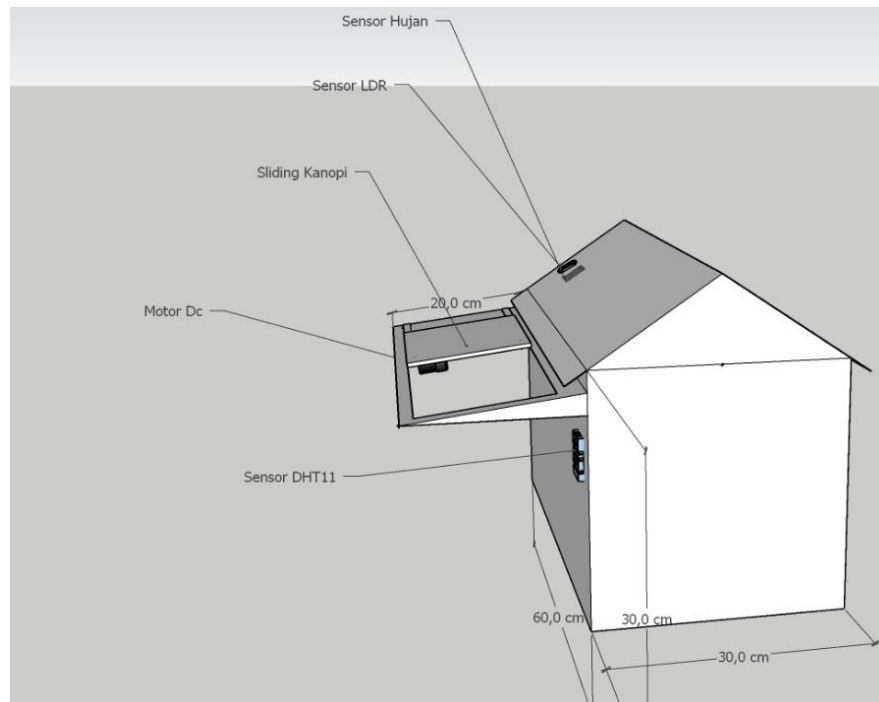 Sensor Hujan
Sensor LDR
Sliding Kanopi
20,0 cm
Motor Dc
Sensor DHT11
60,0 cm
30,0 cm
30,0 cm